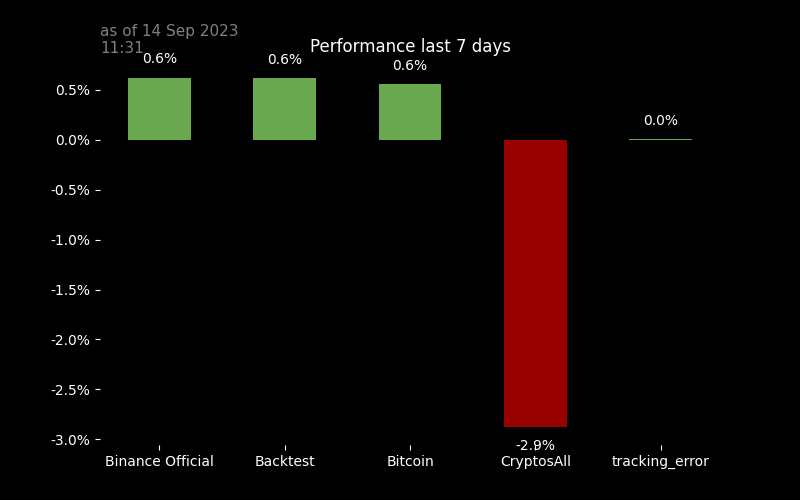 as of 14 Sep 2023
11:31
Performance last 7 days
0.6%
0.6%
0.6%
-2.9%
0.0%
0.5%
0.0%
-0.5%
-1.0%
-1.5%
-2.0%
-2.5%
-3.0%
Binance Official
Backtest
Bitcoin
CryptosAll
tracking_error